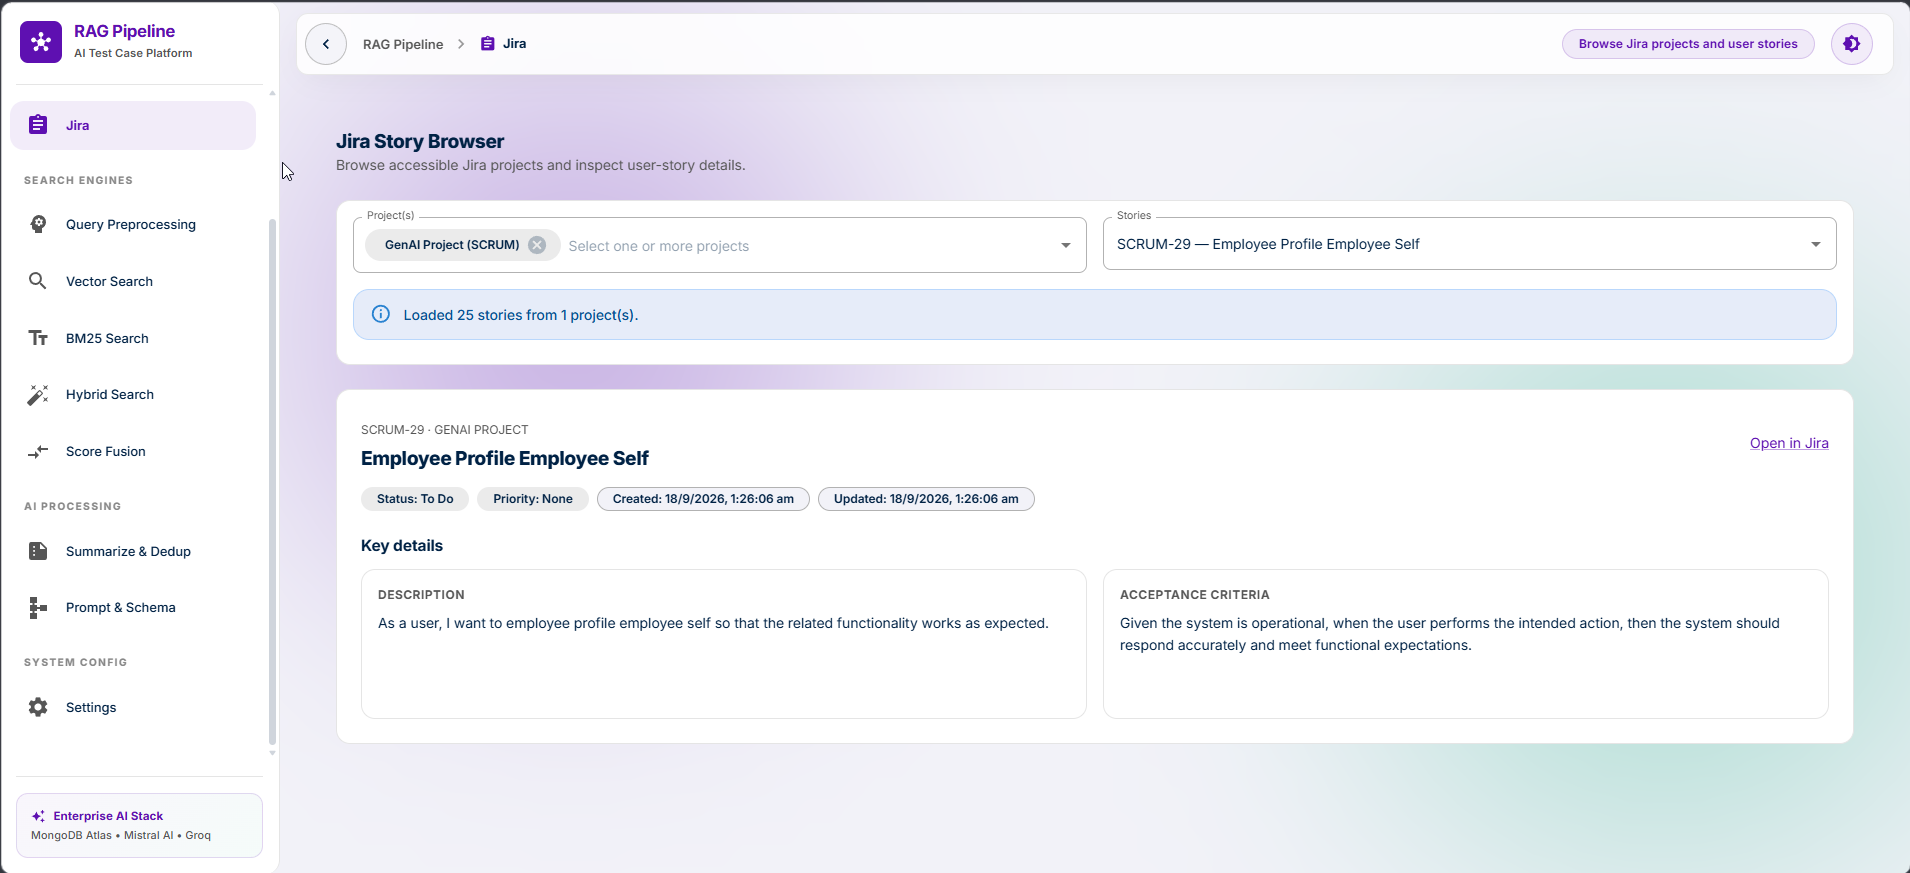 RAG Pipeline
AI Test Case Platform
Jira
SEARCH ENGINES
Query Preprocessing
Vector Search
BM25 Search
Hybrid Search
Score Fusion
AI PROCESSING
Summarize & Dedup
Prompt & Schema
SYSTEM CONFIG
Settings
Enterprise AI Stack
MongoDB Atlas • Mistral AI • Groq
RAG Pipeline > Jira
Browse Jira projects and user stories
Jira Story Browser
Browse accessible Jira projects and inspect user-story details.
Project(s)
GenAI Project (SCRUM) Select one or more projects
Stories
SCRUM-29 — Employee Profile Employee Self
Loaded 25 stories from 1 project(s).
SCRUM-29 · GENAI PROJECT
Employee Profile Employee Self
Open in Jira
Status: To Do Priority: None Created: 18/9/2026, 1:26:06 am Updated: 18/9/2026, 1:26:06 am
Key details
DESCRIPTION
As a user, I want to employee profile employee self so that the related functionality works as expected.
ACCEPTANCE CRITERIA
Given the system is operational, when the user performs the intended action, then the system should
respond accurately and meet functional expectations.